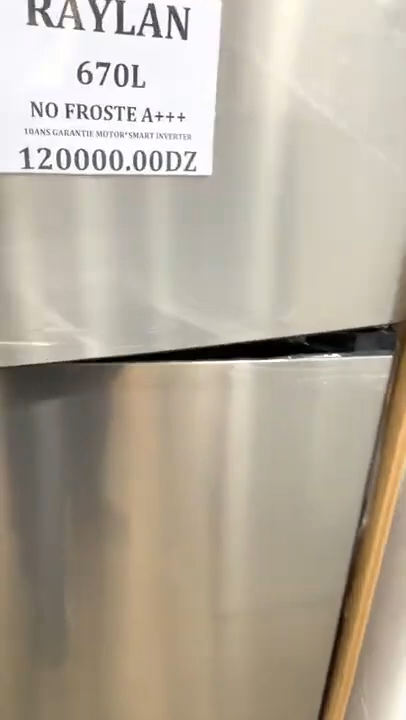 RAYLAN
670L
NO FROSTE A+++
10ANS GARANTIE MOTOR*SMART INVERTER
120000.00DZ